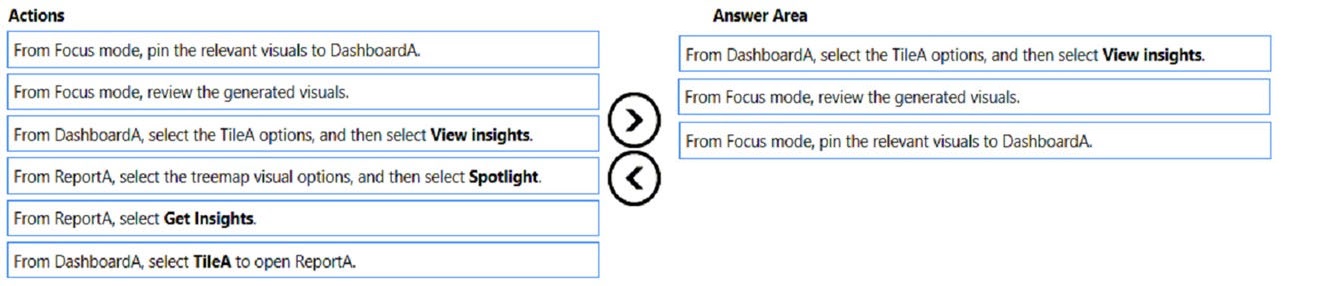 Actions
From Focus mode, pin the relevant visuals to DashboardA.
From Focus mode, review the generated visuals.
From DashboardA, select the TileA options, and then select View insights.
From ReportA, select the treemap visual options, and then select Spotlight.
From ReportA, select Get Insights.
From DashboardA, select TileA to open ReportA.
Answer Area
From DashboardA, select the TileA options, and then select View insights.
From Focus mode, review the generated visuals.
From Focus mode, pin the relevant visuals to DashboardA.